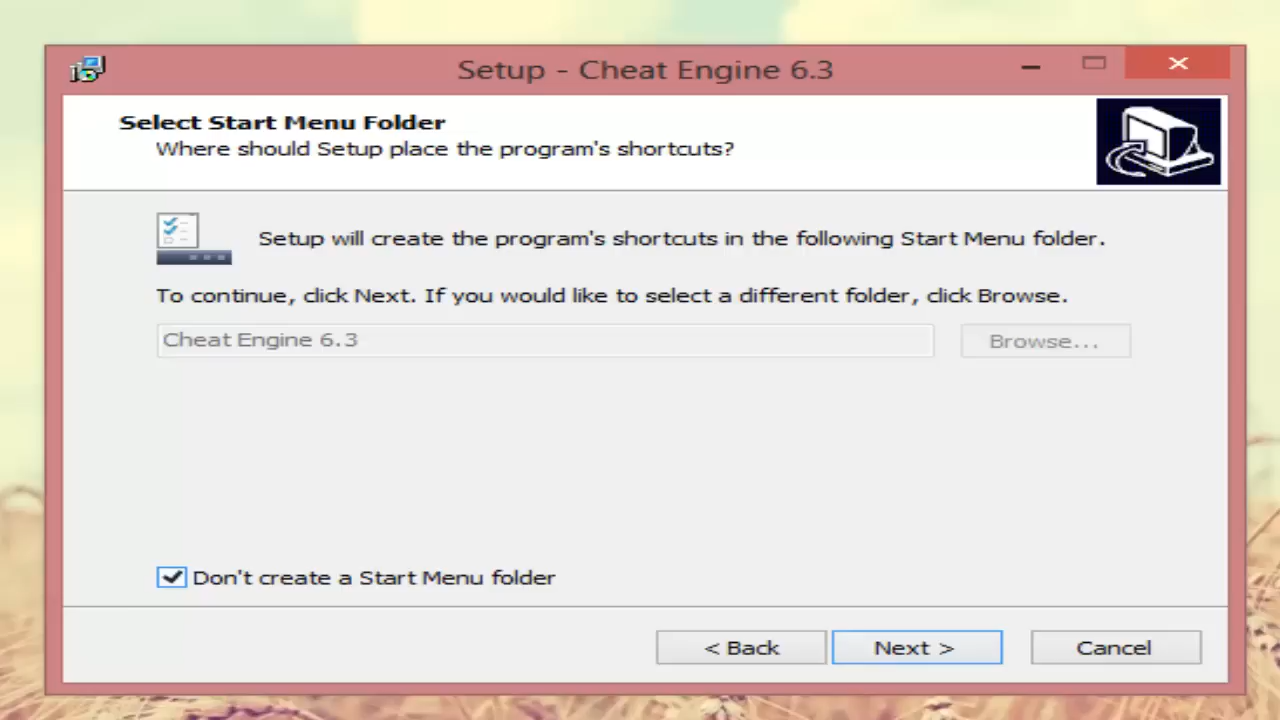 Setup - Cheat Engine 6.3
Select Start Menu Folder
Where should Setup place the program's shortcuts?
Setup will create the program's shortcuts in the following Start Menu folder.
To continue, click Next. If you would like to select a different folder, click Browse.
Cheat Engine 6.3
Browse...
Don't create a Start Menu folder
< Back
Next >
Cancel